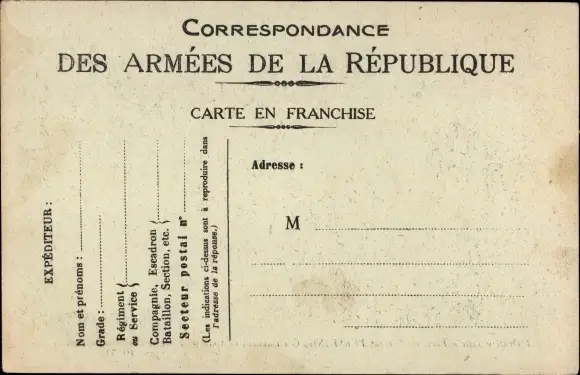 CORRESPONDANCE
DES ARMÉES DE LA RÉPUBLIQUE
CARTE EN FRANCHISE
EXPÉDITEUR :
Nom et prénoms :
Grade :
Régiment
ou Service
Compagnie, Escadron
Bataillon, Section, etc.
Secteur postal n°
(Les indications ci-dessus sont à reproduire dans
l'adresse de la réponse.)
Adresse :
M